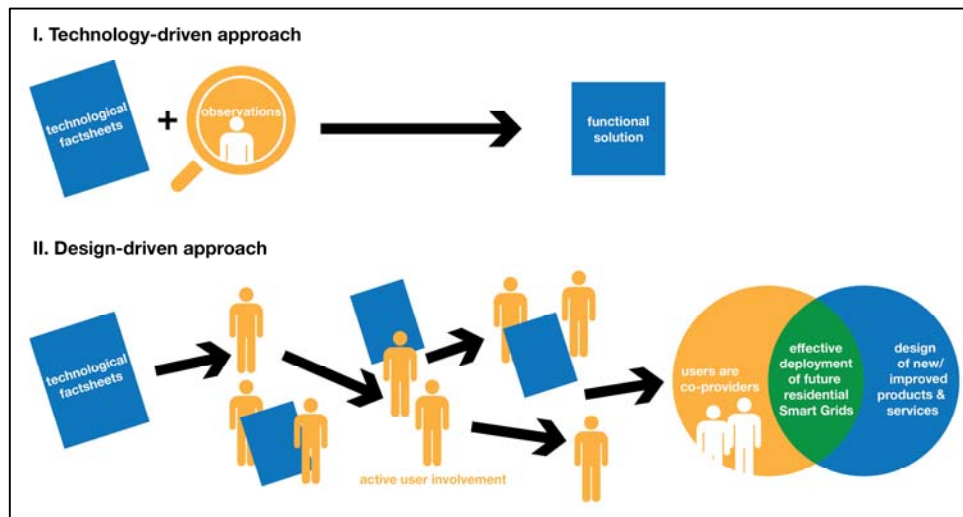 I. Technology-driven approach
technological
factsheets
+
observations
functional
solution
II. Design-driven approach
technological
factsheets
active user involvement
users are
co-providers
effective
deployment
of future
residential
Smart Grids
design
of new/
improved
products &
services